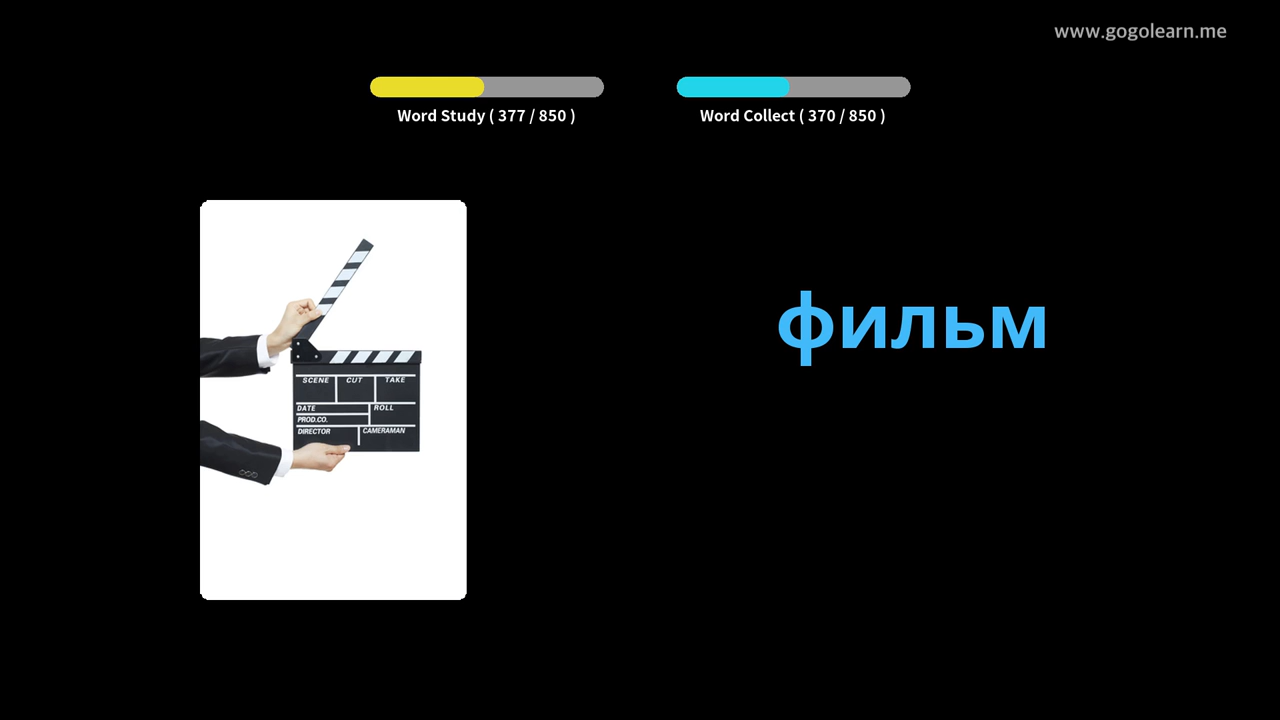 www.gogolearn.me
Word Study ( 377 / 850 )
Word Collect ( 370 / 850 )
фильм
SCENE CUT TAKE
DATE ROLL
PROD.CO.
DIRECTOR CAMERAMAN